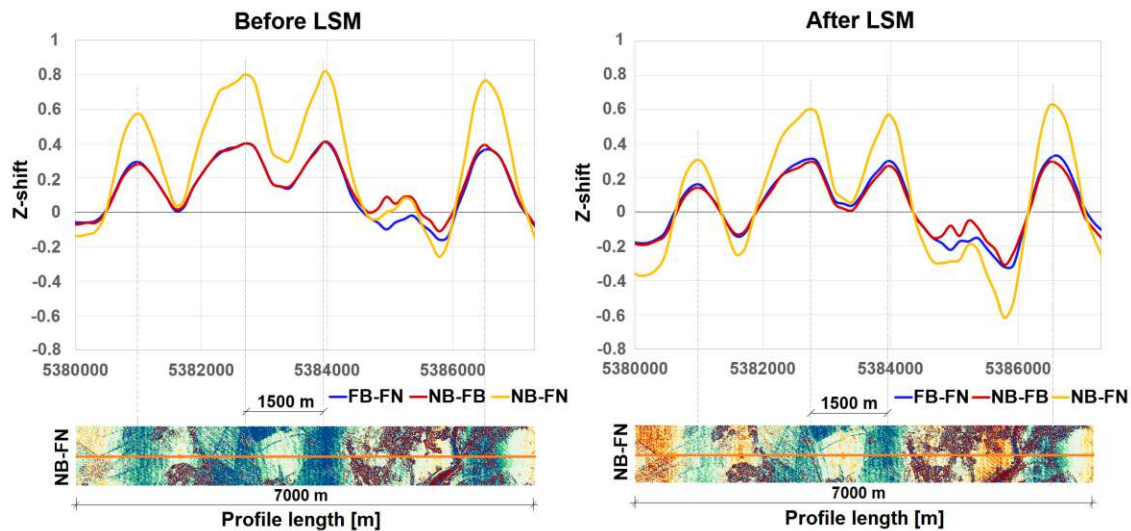 Before LSM
1
0.8
0.6
0.4
0.2
0
-0.2
-0.4
-0.6
-0.8
Z-shift
5380000 5382000 5384000 5386000
FB-FN NB-FB NB-FN
1500 m
NB-FN
7000 m
Profile length [m]
After LSM
1
0.8
0.6
0.4
0.2
0
-0.2
-0.4
-0.6
-0.8
Z-shift
5380000 5382000 5384000 5386000
FB-FN NB-FB NB-FN
1500 m
NB-FN
7000 m
Profile length [m]